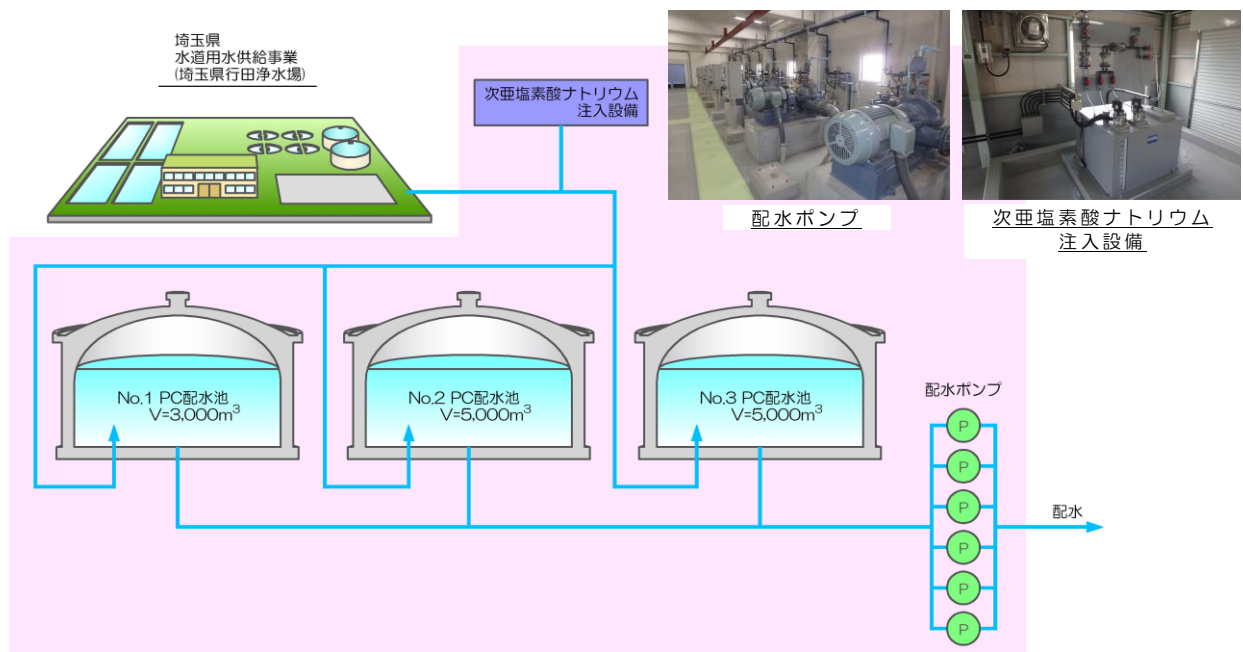 埼玉県
水道用水供給事業
(埼玉県行田浄水場)
次亜塩素酸ナトリウム
注入設備
配水ポンプ
次亜塩素酸ナトリウム
注入設備
No.1 PC配水池
V=3,000m³
No.2 PC配水池
V=5,000m³
No.3 PC配水池
V=5,000m³
配水ポンプ
P
P
P
P
P
P
配水